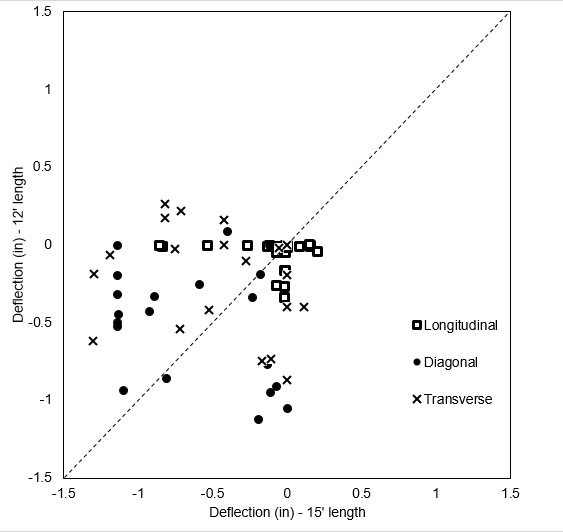 1.5
1
0.5
0
-0.5
-1
-1.5
Deflection (in) - 12' length
Longitudinal
Diagonal
Transverse
-1.5 -1 -0.5 0 0.5 1 1.5
Deflection (in) - 15' length